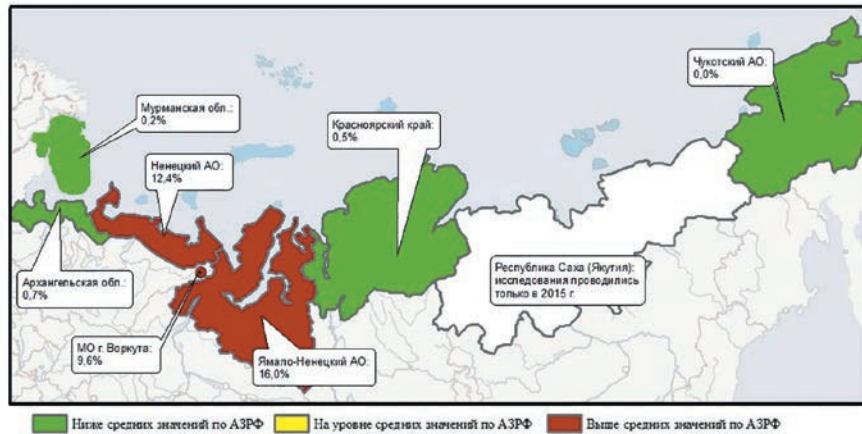 Чукотский АО:
0,0%
Мурманская обл.:
0,2%
Красноярский край:
0,5%
Ненецкий АО:
12,4%
Республика Саха (Якутия):
исследования проводились
только в 2015 г.
Архангельская обл.:
0,7%
МО г. Воркута:
9,6%
Ямало-Ненецкий АО:
16,0%
Ниже средних значений по АЗРФ
На уровне средних значений по АЗРФ
Выше средних значений по АЗРФ